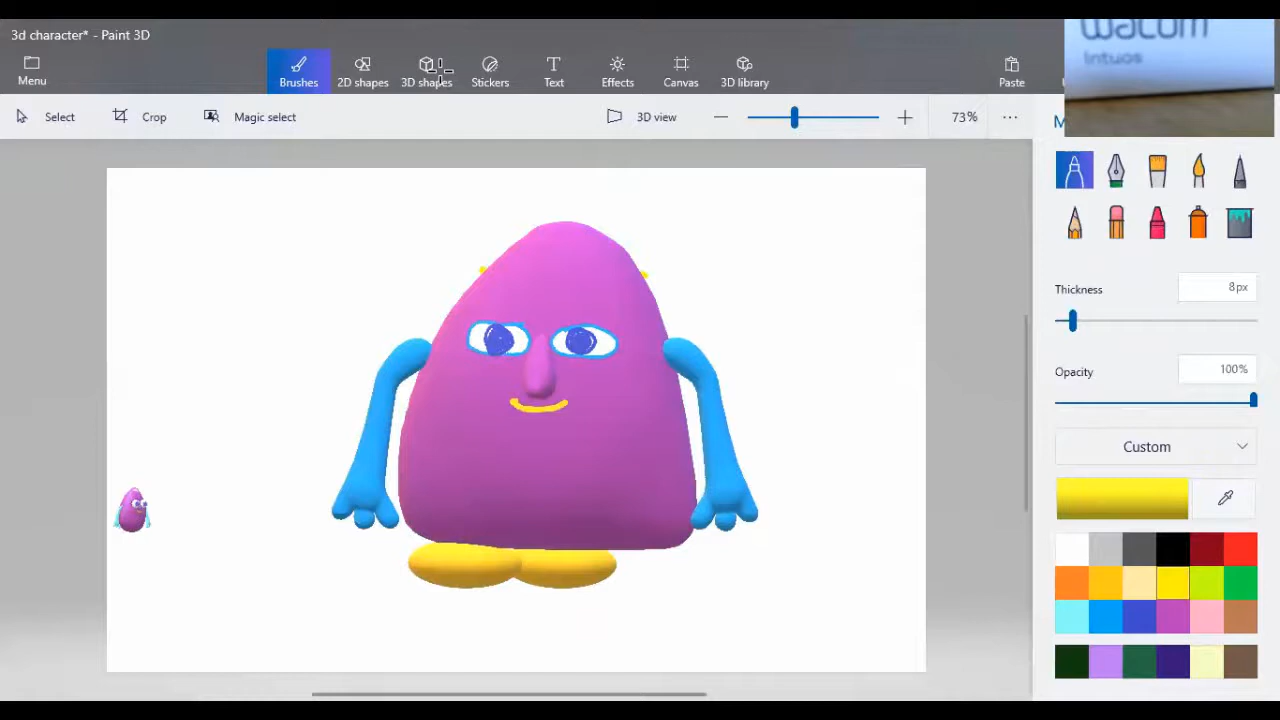 3d character* - Paint 3D
wacom
Menu
Brushes
2D shapes
3D shapes
Stickers
Text
Effects
Canvas
3D library
Paste
Intuos
Select
Crop
Magic select
3D view
73%
Thickness
8px
Opacity
100%
Custom